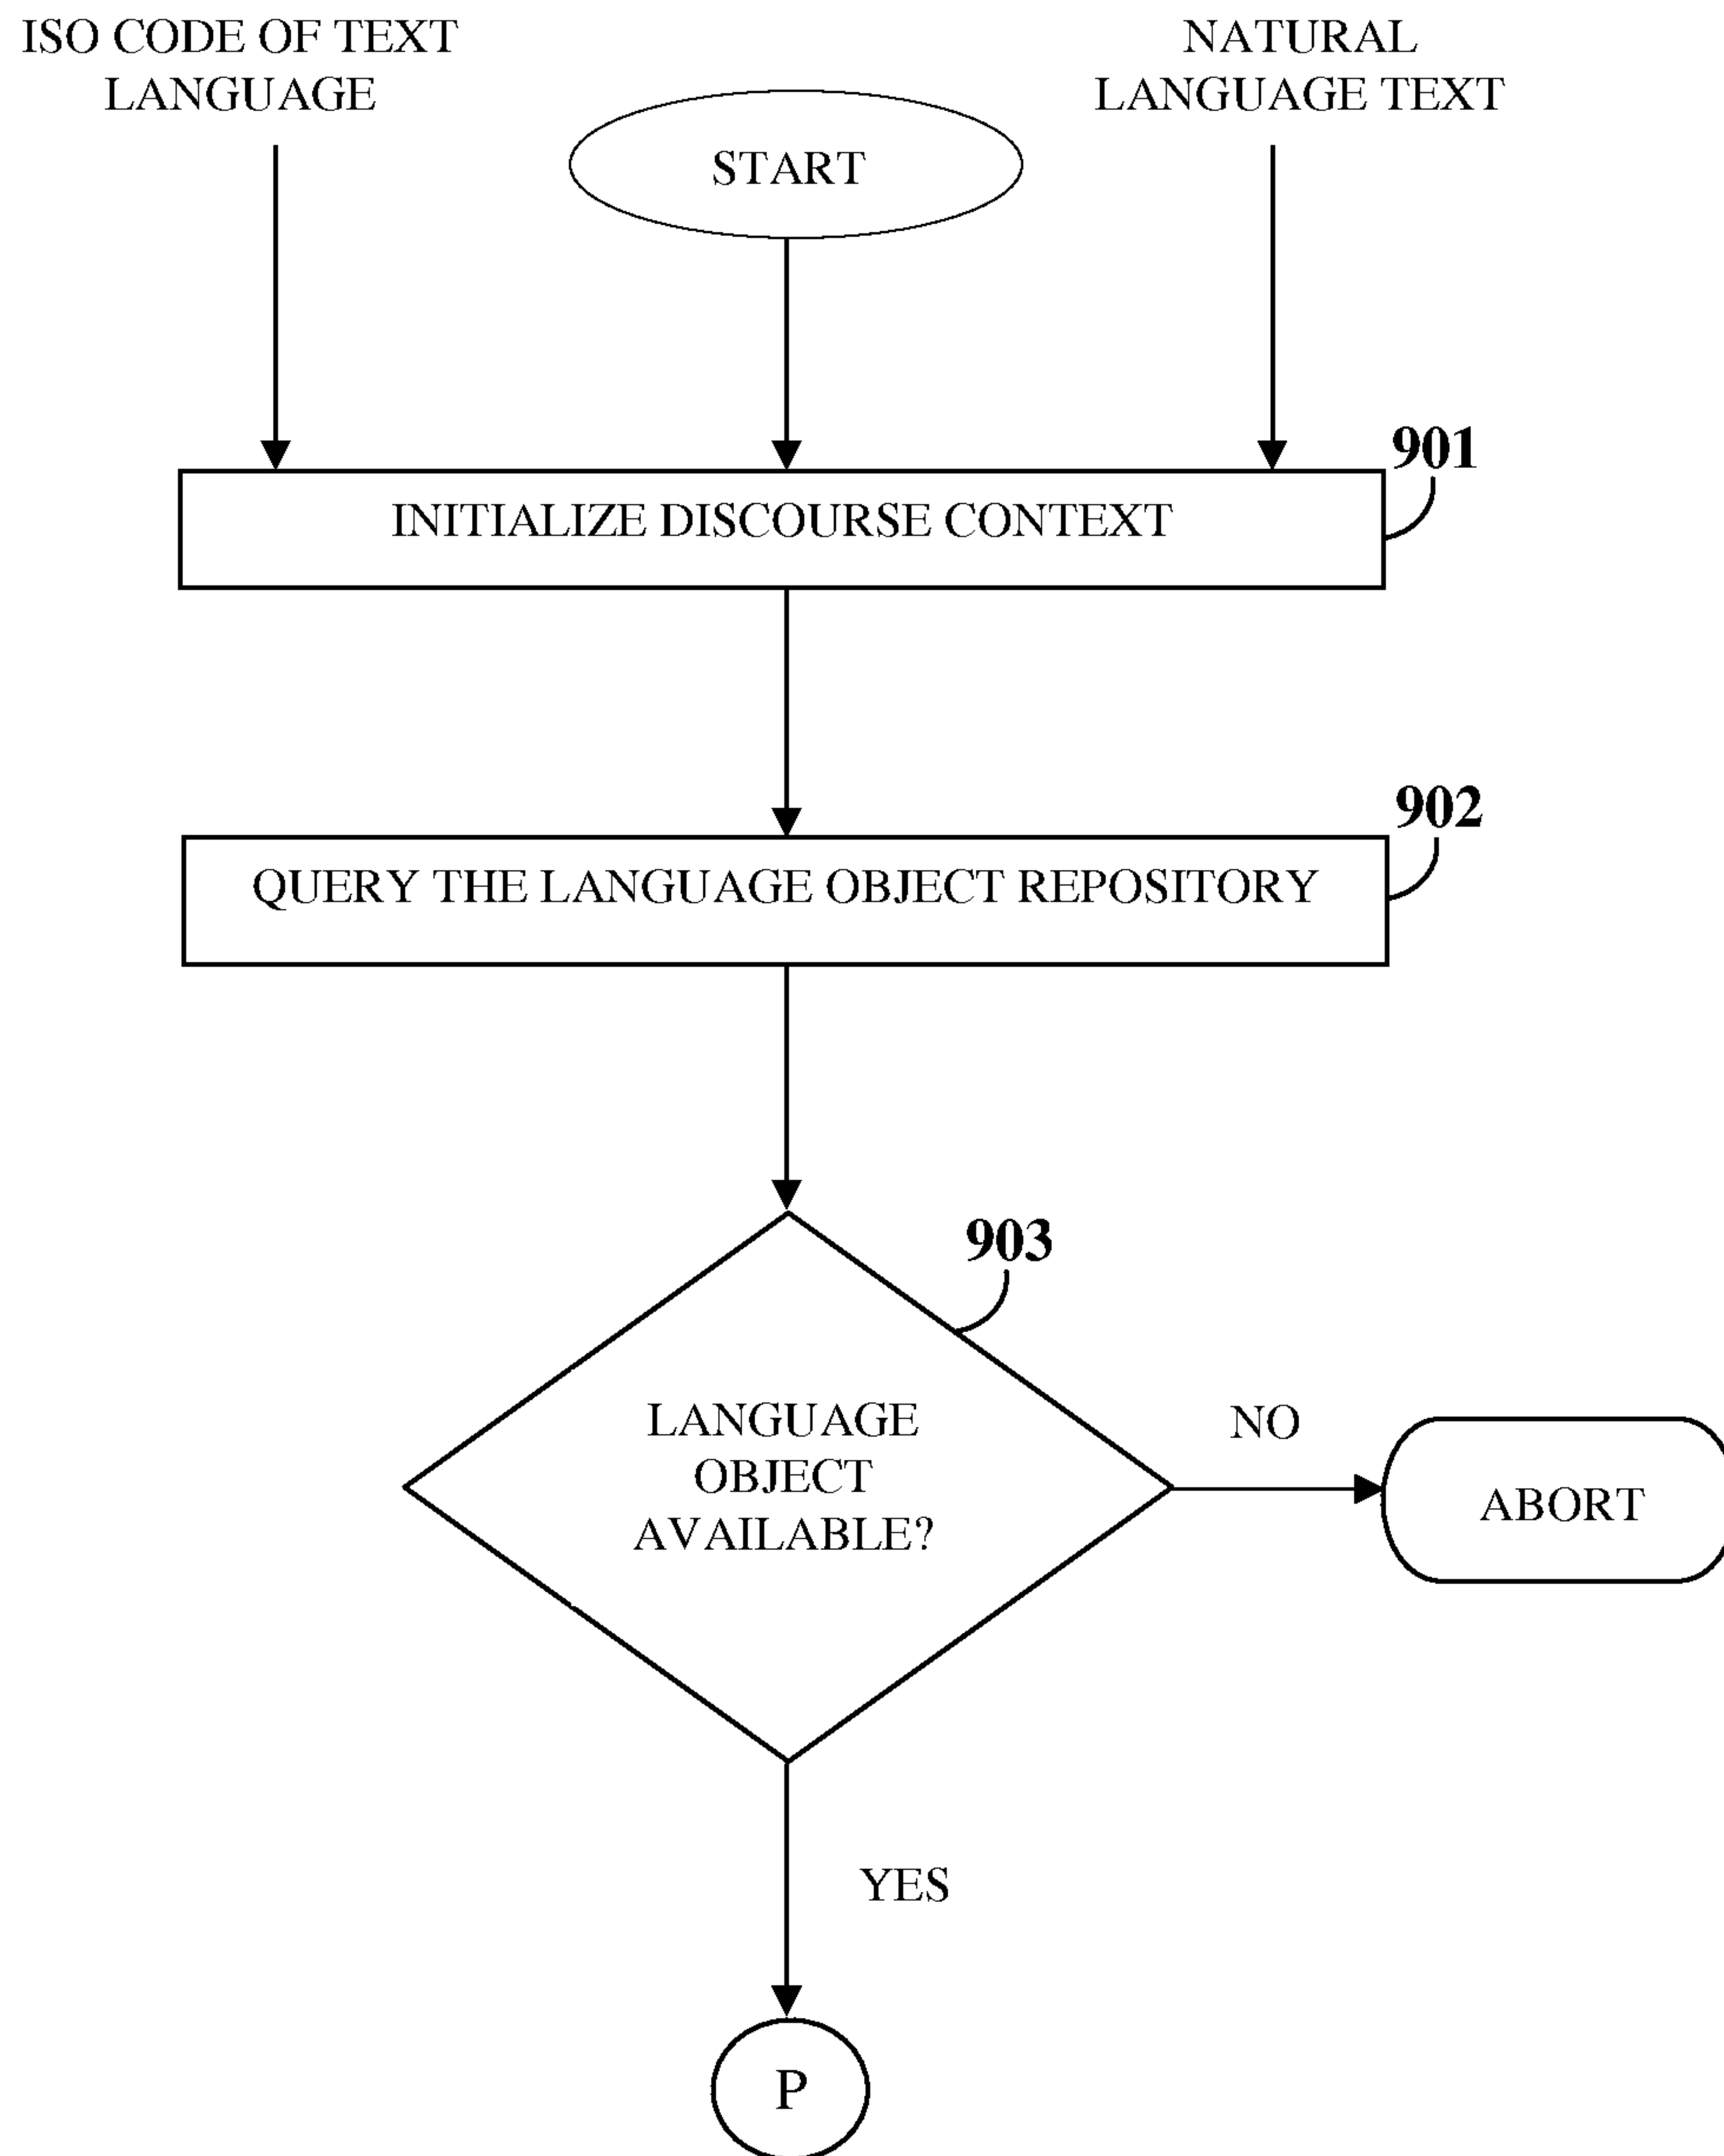 ISO CODE OF TEXT
LANGUAGE
START
NATURAL
LANGUAGE TEXT
901
INITIALIZE DISCOURSE CONTEXT
902
QUERY THE LANGUAGE OBJECT REPOSITORY
903
LANGUAGE
OBJECT
AVAILABLE?
NO
ABORT
YES
P